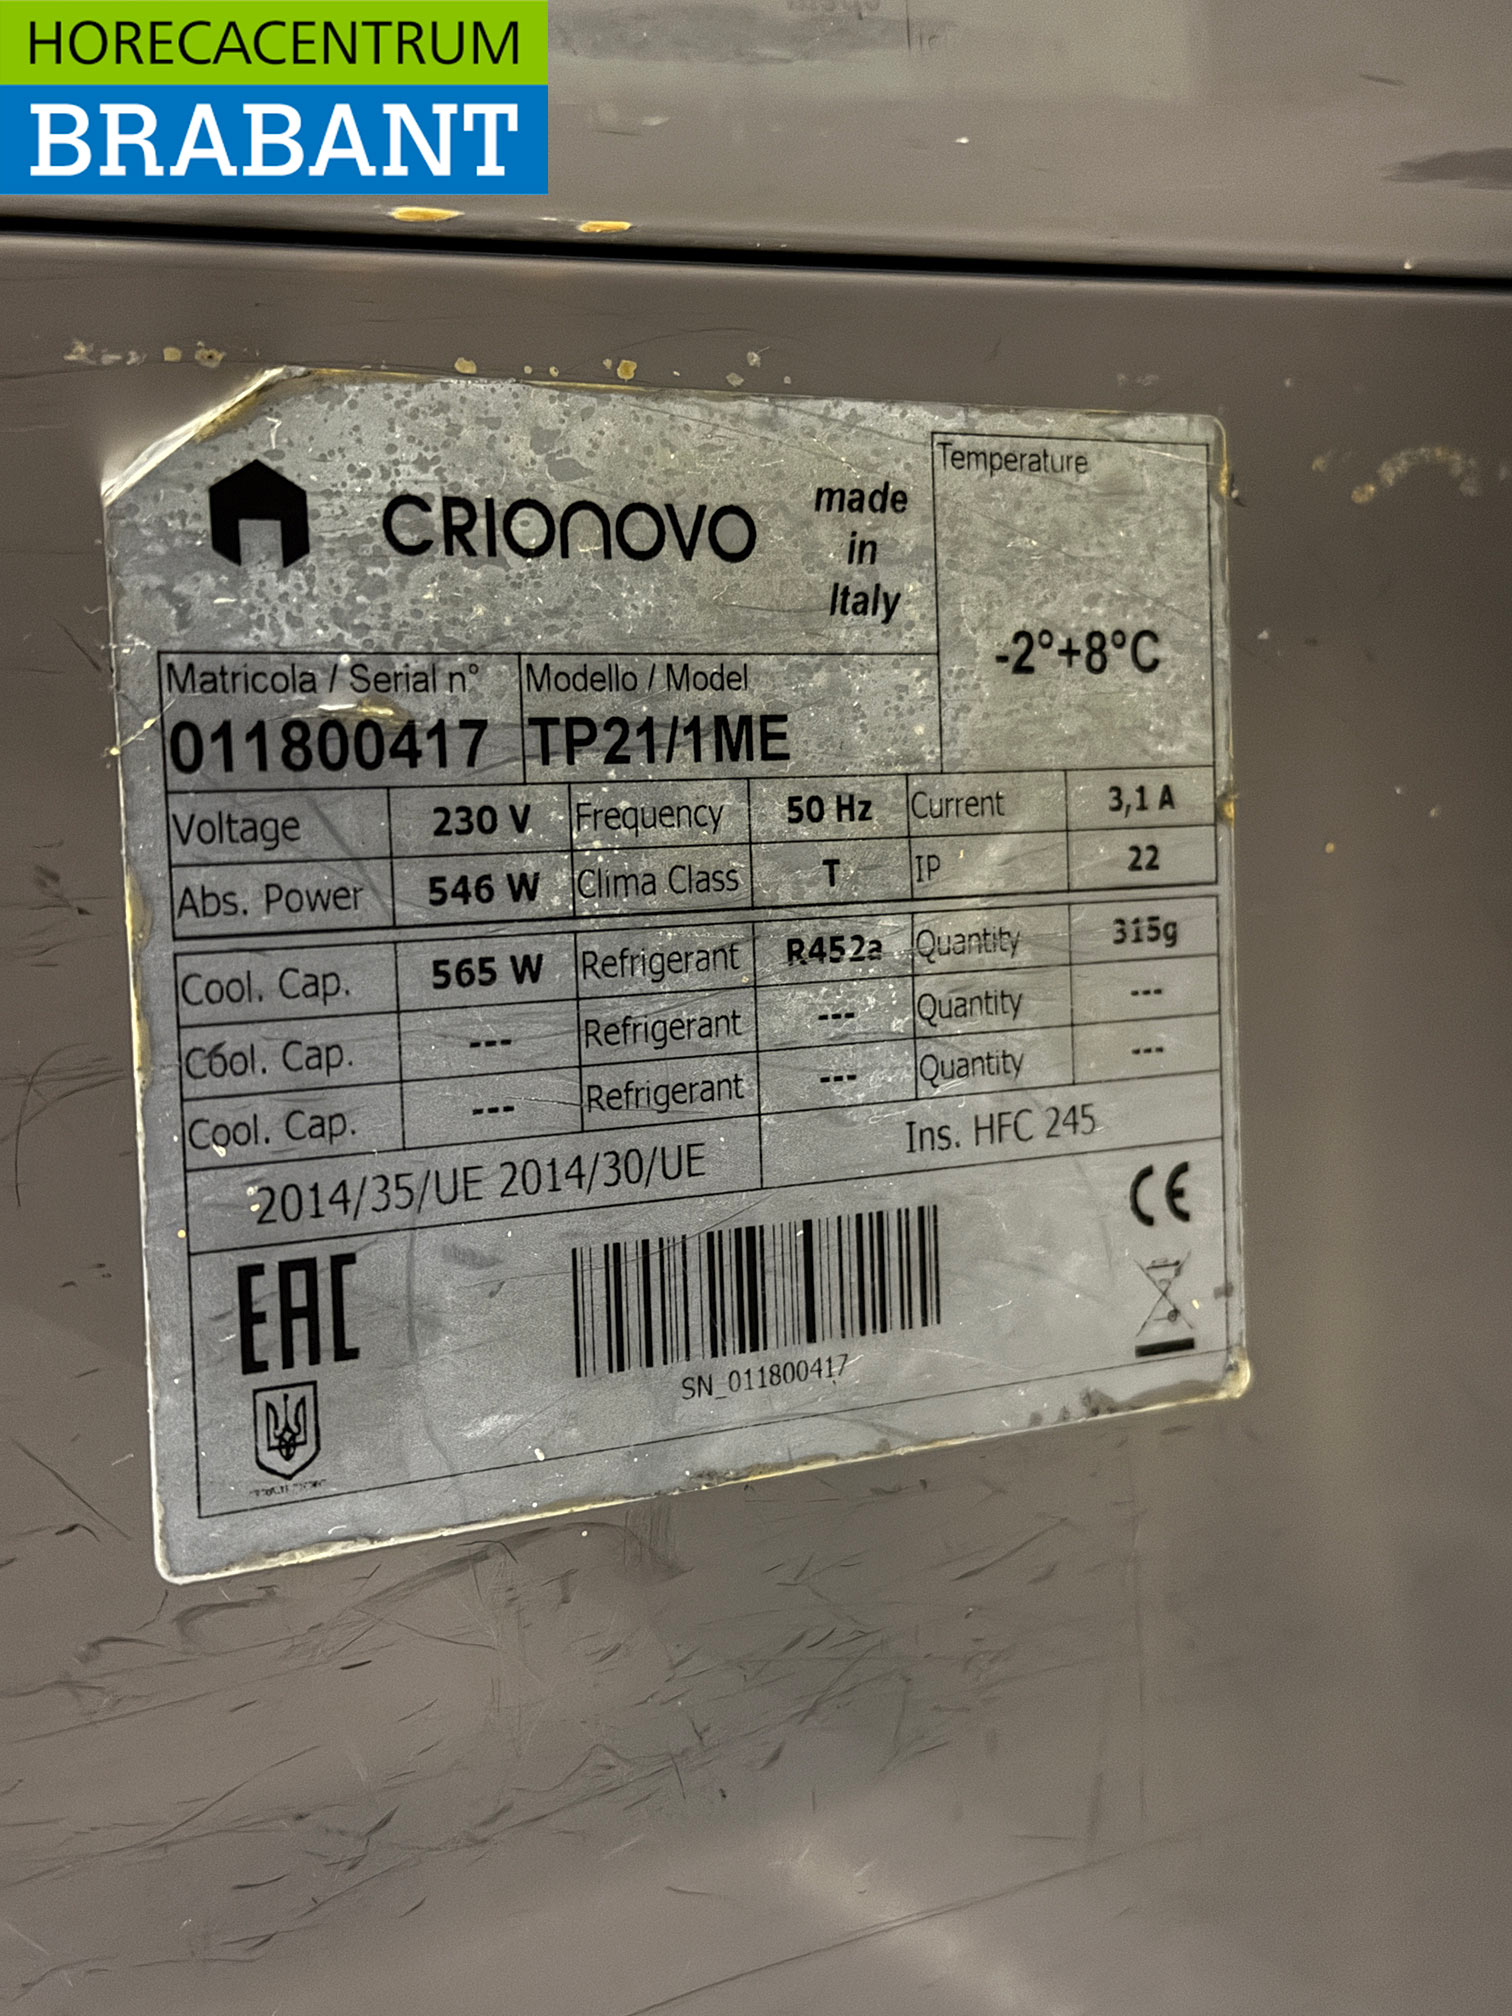 HORECACENTRUM
BRABANT
CRIONOVO
made
in
Italy
Temperature
-2°+8°C
Matricola / Serial n° Modello / Model
011800417 TP21/1ME
Voltage 230 V Frequency 50 Hz Current 3,1 A
Abs. Power 546 W Clima Class T IP 22
Cool. Cap. 565 W Refrigerant R452a Quantity 315g
Cool. Cap. --- Refrigerant --- Quantity ---
Cool. Cap. --- Refrigerant --- Quantity ---
2014/35/UE 2014/30/UE Ins. HFC 245
CE
EAC
SN_011800417